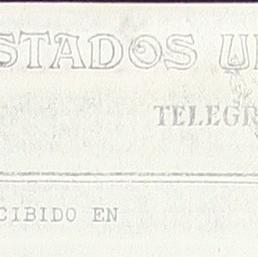 STADOS U
TELEGR
CIBIDO EN